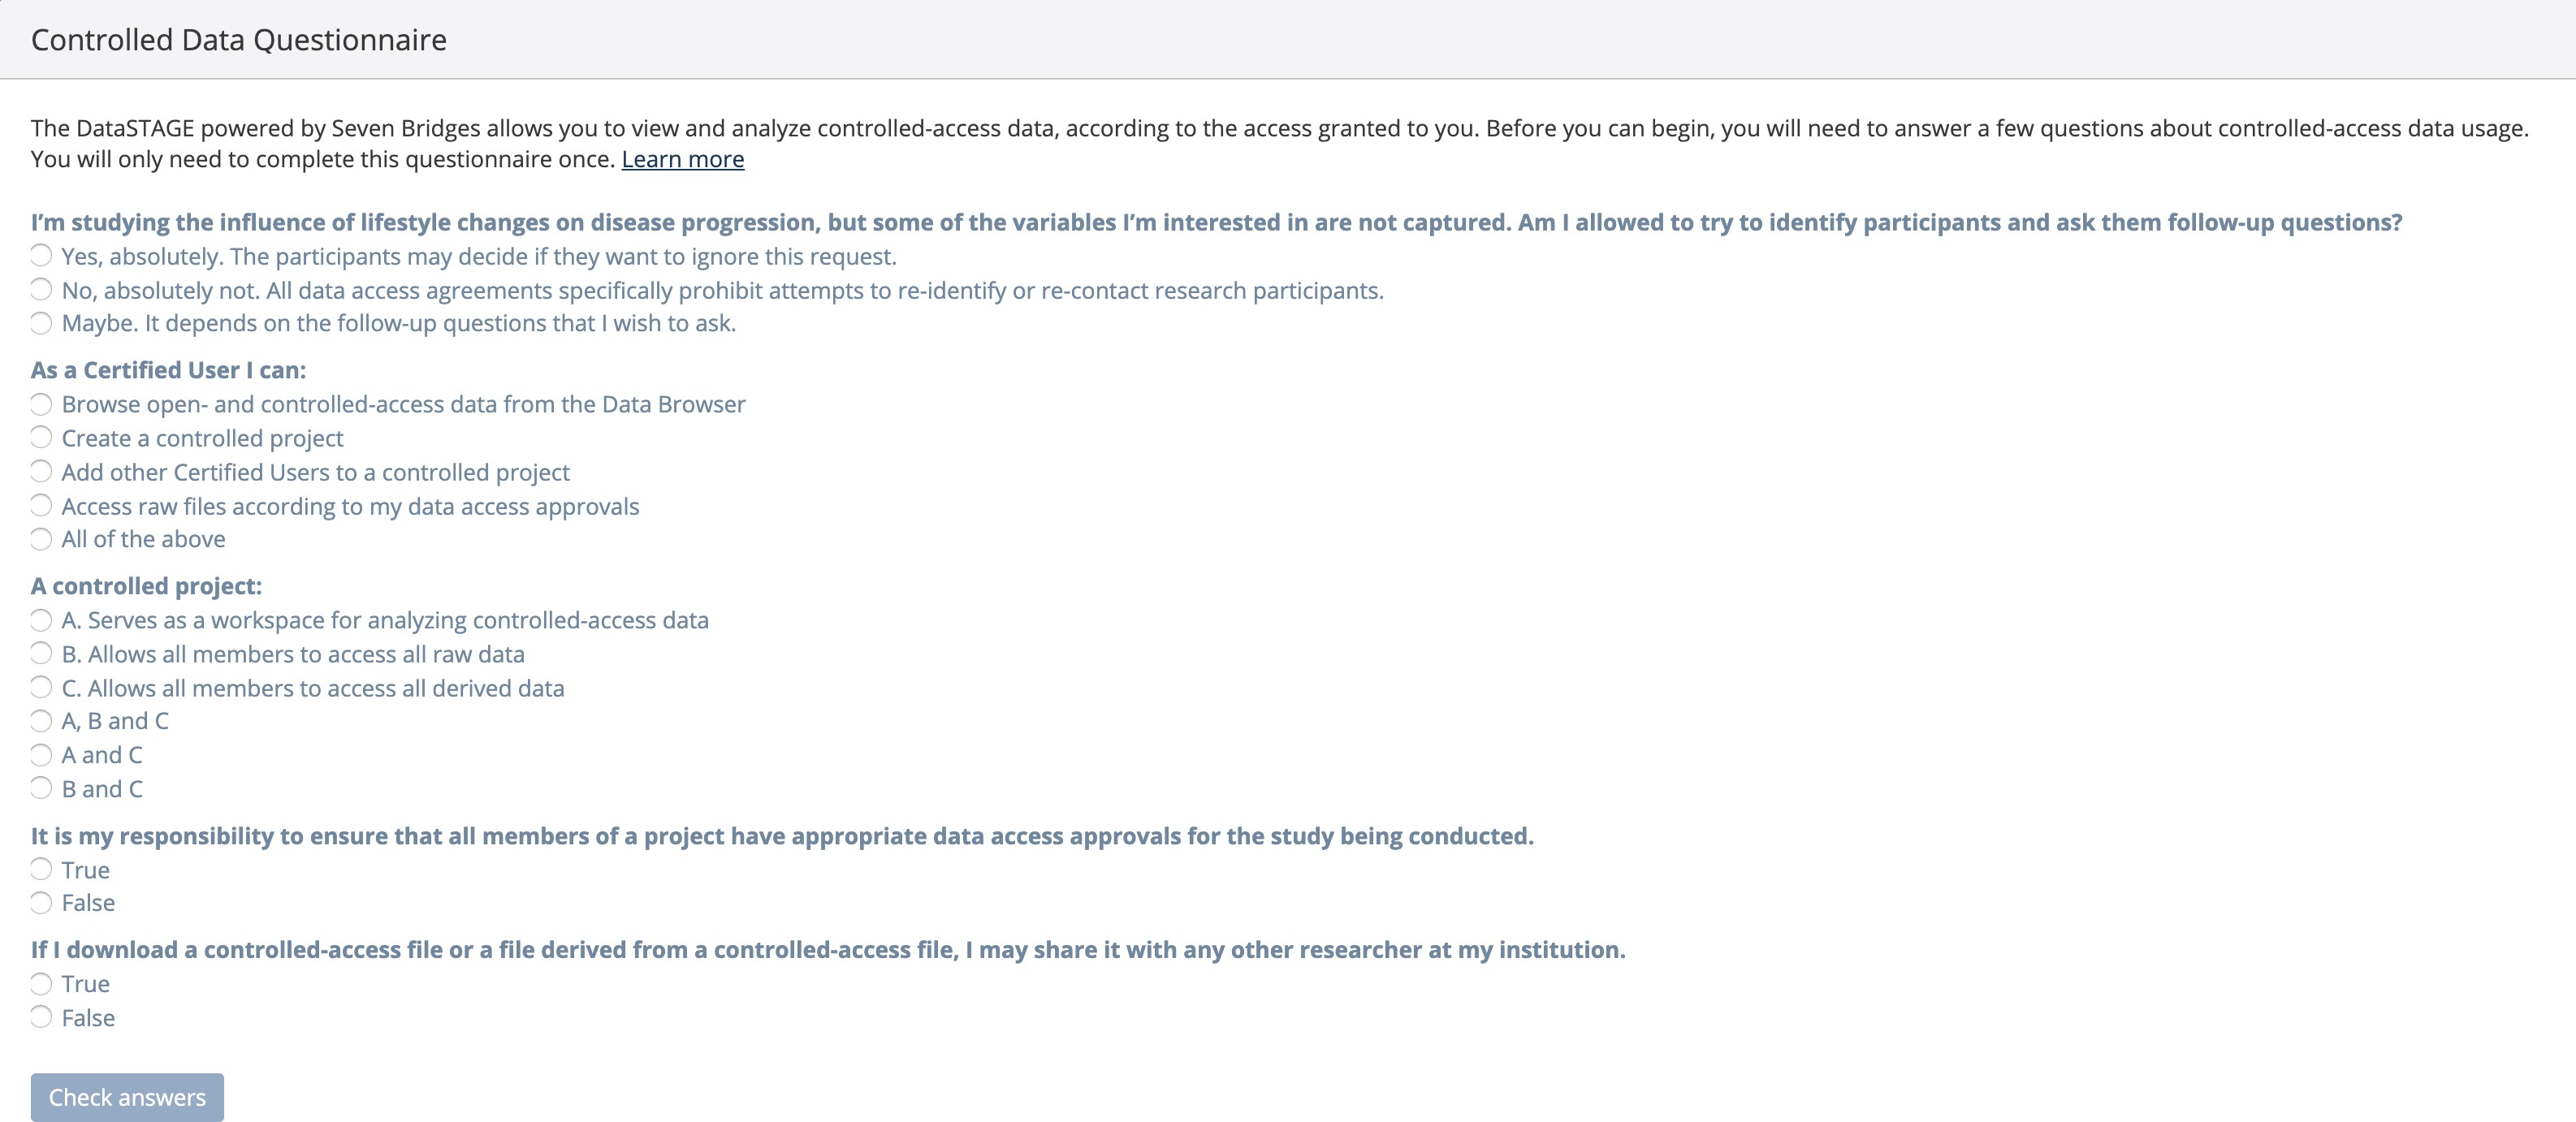 Controlled Data Questionnaire
The DataSTAGE powered by Seven Bridges allows you to view and analyze controlled-access data, according to the access granted to you. Before you can begin, you will need to answer a few questions about controlled-access data usage.
You will only need to complete this questionnaire once. Learn more
I’m studying the influence of lifestyle changes on disease progression, but some of the variables I’m interested in are not captured. Am I allowed to try to identify participants and ask them follow-up questions?
Yes, absolutely. The participants may decide if they want to ignore this request.
No, absolutely not. All data access agreements specifically prohibit attempts to re-identify or re-contact research participants.
Maybe. It depends on the follow-up questions that I wish to ask.
As a Certified User I can:
Browse open- and controlled-access data from the Data Browser
Create a controlled project
Add other Certified Users to a controlled project
Access raw files according to my data access approvals
All of the above
A controlled project:
A. Serves as a workspace for analyzing controlled-access data
B. Allows all members to access all raw data
C. Allows all members to access all derived data
A, B and C
A and C
B and C
It is my responsibility to ensure that all members of a project have appropriate data access approvals for the study being conducted.
True
False
If I download a controlled-access file or a file derived from a controlled-access file, I may share it with any other researcher at my institution.
True
False
Check answers